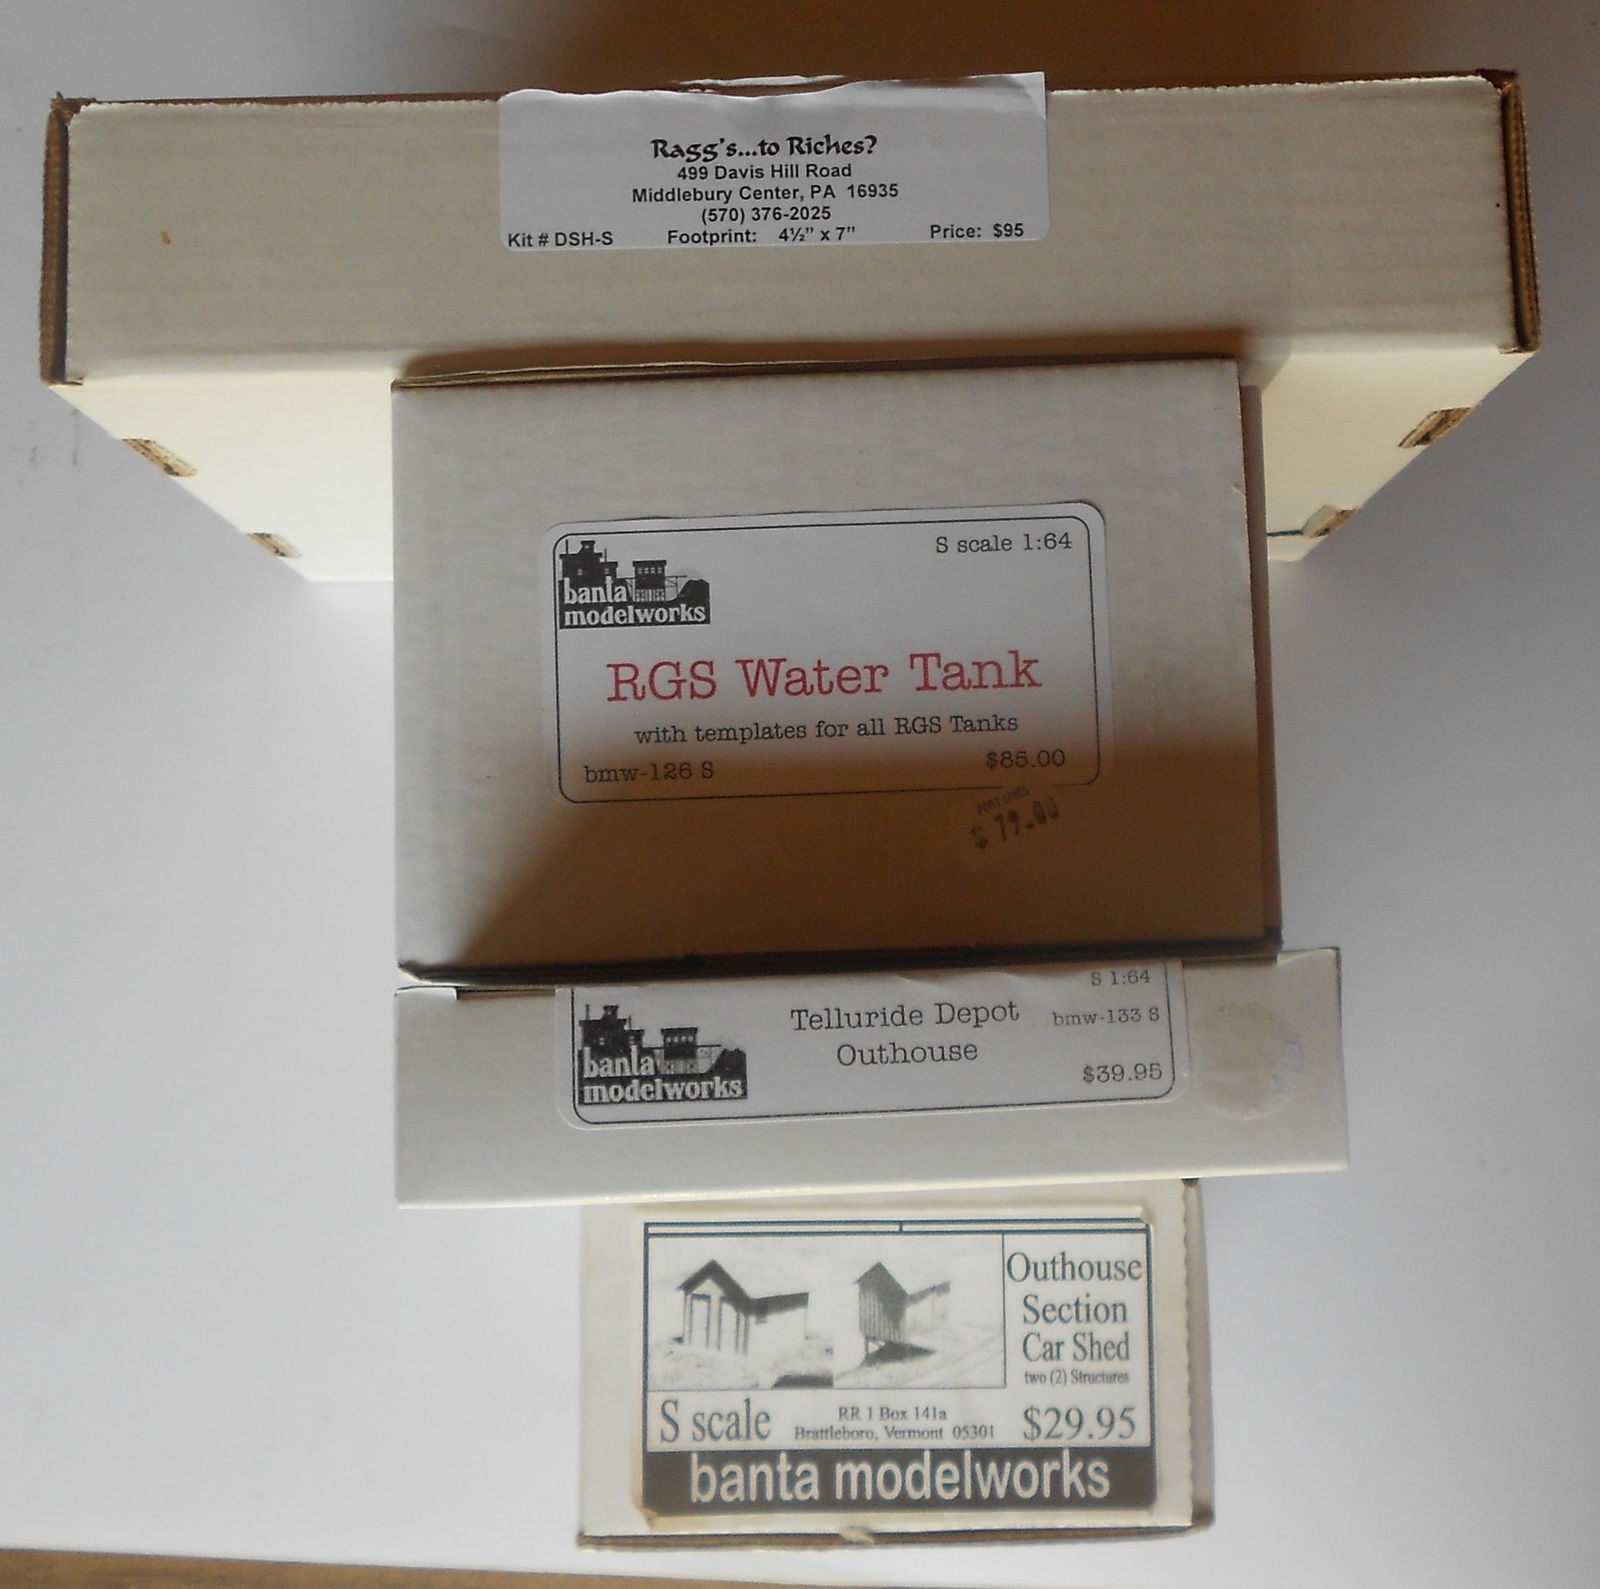 Ragg's...to Riches?
499 Davis Hill Road
Middlebury Center, PA 16935
(570) 376-2025
Kit # DSH-S Footprint: 4½” x 7” Price: $95
S scale 1:64
banta
modelworks
RGS Water Tank
with templates for all RGS Tanks
bmw-126 S $85.00
$ 79.00
S 1:64
banta
modelworks
Telluride Depot
Outhouse
bmw-133 S
$39.95
Outhouse
Section
Car Shed
two (2) Structures
S scale
RR 1 Box 141a
Brattleboro, Vermont 05301
$29.95
banta modelworks